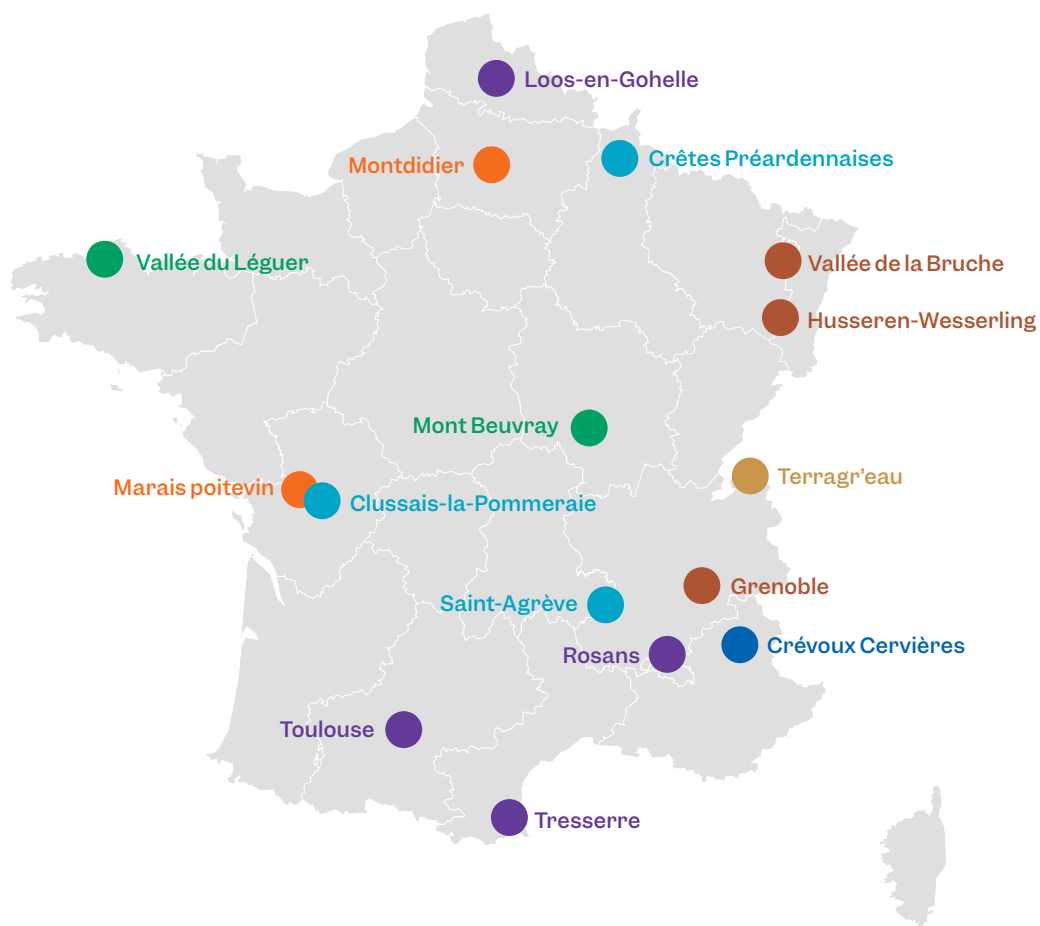 Loos-en-Gohelle
Montdidier
Crêtes Préardennaises
Vallée du Léguer
Vallée de la Bruche
Husseren-Wesserling
Mont Beuvray
Terragr'eau
Marais poitevin
Clussais-la-Pommeraie
Grenoble
Saint-Agrève
Crévoux Cervières
Rosans
Toulouse
Tresserre